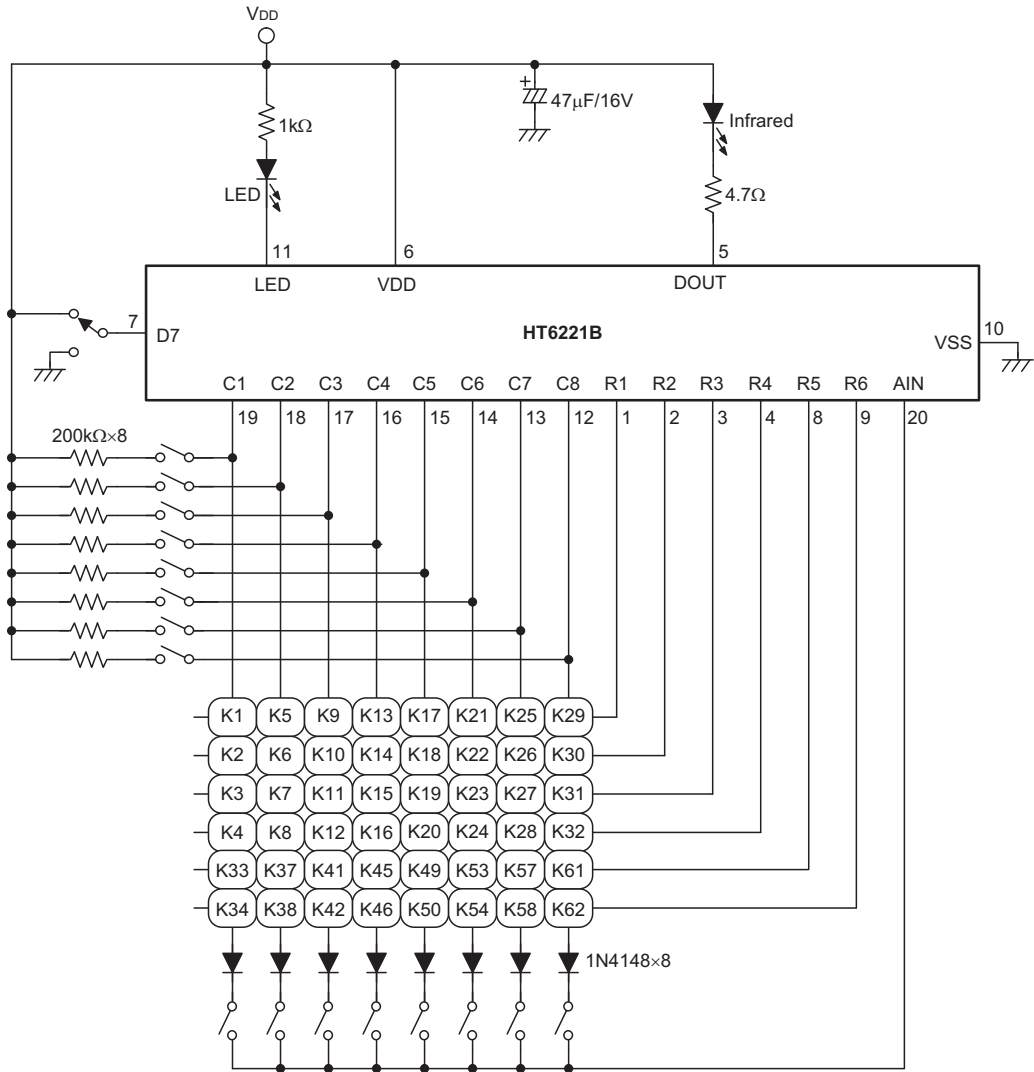 VDD
1kΩ
47μF/16V
Infrared
LED
4.7Ω
11 6 5
LED VDD DOUT
7 D7
HT6221B
VSS 10
C1 C2 C3 C4 C5 C6 C7 C8 R1 R2 R3 R4 R5 R6 AIN
19 18 17 16 15 14 13 12 1 2 3 4 8 9 20
200kΩ×8
K1 K5 K9 K13 K17 K21 K25 K29
K2 K6 K10 K14 K18 K22 K26 K30
K3 K7 K11 K15 K19 K23 K27 K31
K4 K8 K12 K16 K20 K24 K28 K32
K33 K37 K41 K45 K49 K53 K57 K61
K34 K38 K42 K46 K50 K54 K58 K62
1N4148×8